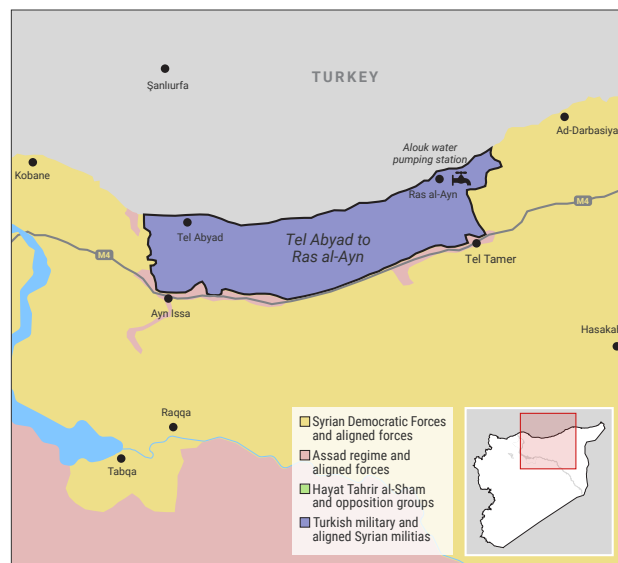 TURKEY
Şanlıurfa
Ad-Darbasiya
Alouk water
pumping station
Kobane
Ras al-Ayn
Tel Abyad
Tel Abyad to
Ras al-Ayn
M4
M4
Tel Tamer
Ayn Issa
Hasakah
Raqqa
Tabqa
Syrian Democratic Forces
and aligned forces
Assad regime and
aligned forces
Hayat Tahrir al-Sham
and opposition groups
Turkish military and
aligned Syrian militias